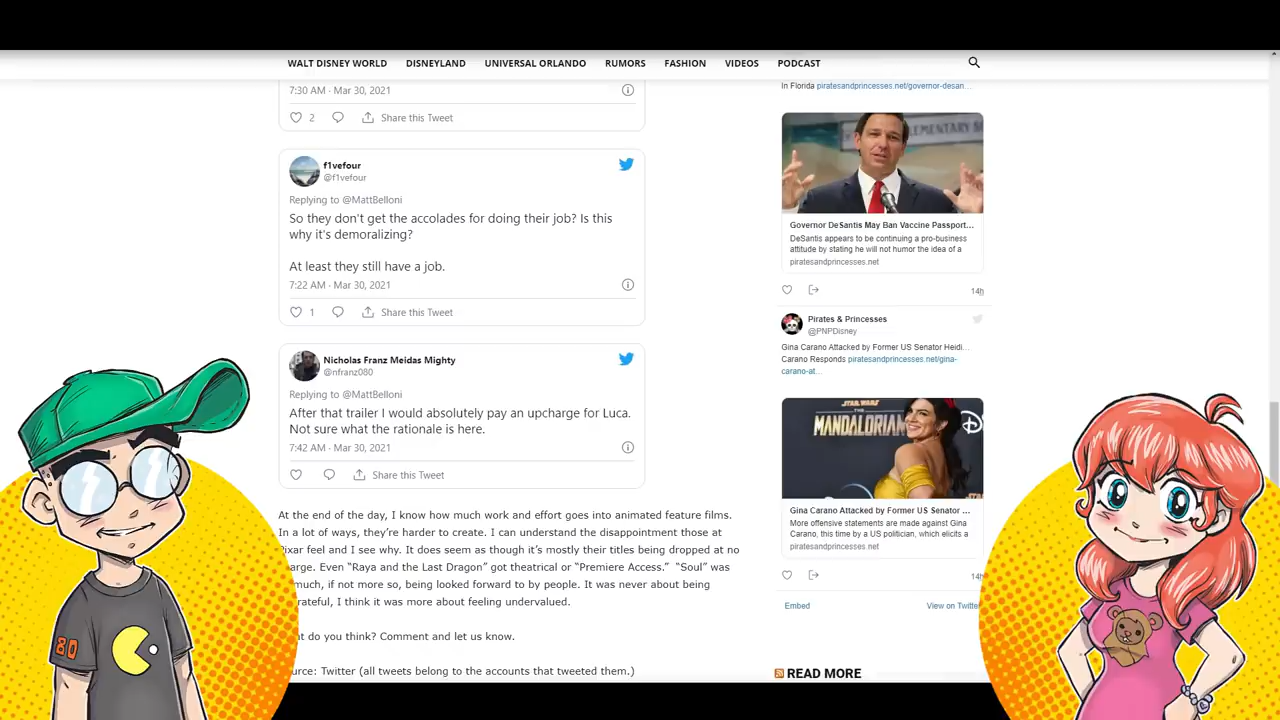 WALT DISNEY WORLD DISNEYLAND UNIVERSAL ORLANDO RUMORS FASHION VIDEOS PODCAST
7:30 AM · Mar 30, 2021
2 Share this Tweet
f1vefour
@f1vefour
Replying to @MattBelloni
So they don't get the accolades for doing their job? Is this
why it's demoralizing?
At least they still have a job.
7:22 AM · Mar 30, 2021
1 Share this Tweet
Nicholas Franz Meidas Mighty
@nfranz080
Replying to @MattBelloni
After that trailer I would absolutely pay an upcharge for Luca.
Not sure what the rationale is here.
7:42 AM · Mar 30, 2021
Share this Tweet
At the end of the day, I know how much work and effort goes into animated feature films.
In a lot of ways, they're harder to create. I can understand the disappointment those at
Pixar feel and I see why. It does seem as though it's mostly their titles being dropped at no
arge. Even "Raya and the Last Dragon" got theatrical or "Premiere Access." "Soul" was
much, if not more so, being looked forward to by people. It was never about being
rateful, I think it was more about feeling undervalued.
t do you think? Comment and let us know.
urce: Twitter (all tweets belong to the accounts that tweeted them.)
In Florida piratesandprincesses.net/governor-desan…
EMENTARY S
Governor DeSantis May Ban Vaccine Passport…
DeSantis appears to be continuing a pro-business
attitude by stating he will not humor the idea of a
piratesandprincesses.net
14h
Pirates & Princesses
@PNPDisney
Gina Carano Attacked by Former US Senator Heidi…
Carano Responds piratesandprincesses.net/gina-
carano-at…
STAR WARS
THE
MANDALORIAN
D
Gina Carano Attacked by Former US Senator …
More offensive statements are made against Gina
Carano, this time by a US politician, which elicits a
piratesandprincesses.net
14h
Embed View on Twitte
READ MORE
80